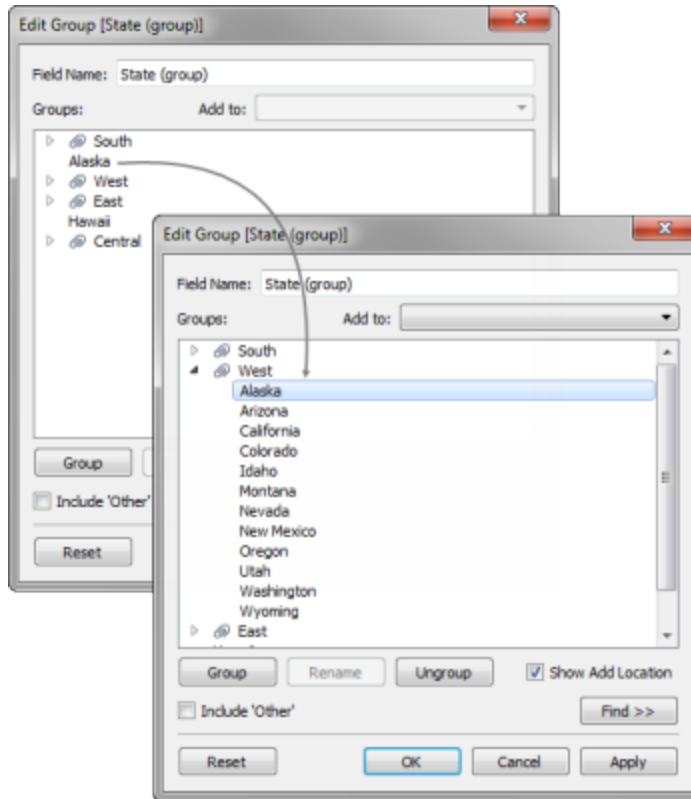 Edit Group [State (group)]
Field Name: State (group)
Groups: Add to:
South
Alaska
West
East
Hawaii
Central
Group
Include 'Other'
Reset
Edit Group [State (group)]
Field Name: State (group)
Groups: Add to:
South
West
Alaska
Arizona
California
Colorado
Idaho
Montana
Nevada
New Mexico
Oregon
Utah
Washington
Wyoming
East
Group Rename Ungroup Show Add Location
Include 'Other' Find >>
Reset OK Cancel Apply